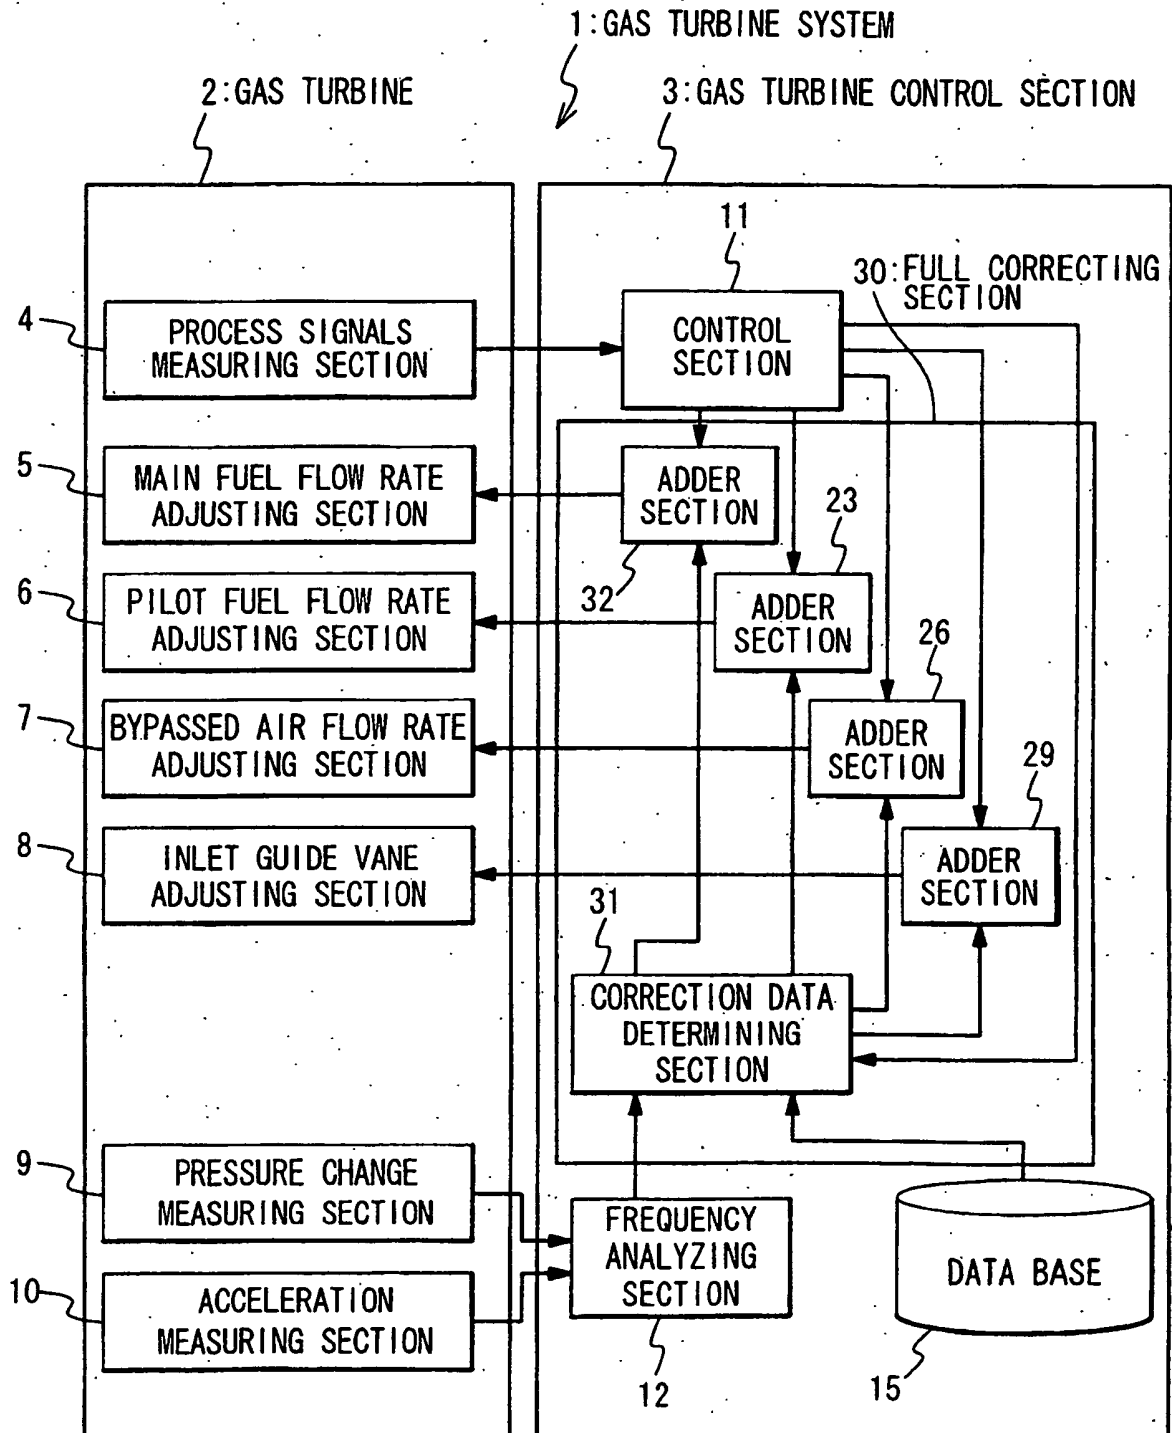 1:GAS TURBINE SYSTEM
2:GAS TURBINE
3:GAS TURBINE CONTROL SECTION
11
30:FULL CORRECTING
SECTION
4
PROCESS SIGNALS
MEASURING SECTION
CONTROL
SECTION
5
MAIN FUEL FLOW RATE
ADJUSTING SECTION
ADDER
SECTION
32
23
6
PILOT FUEL FLOW RATE
ADJUSTING SECTION
ADDER
SECTION
26
7
BYPASSED AIR FLOW RATE
ADJUSTING SECTION
ADDER
SECTION
29
8
INLET GUIDE VANE
ADJUSTING SECTION
ADDER
SECTION
31
CORRECTION DATA
DETERMINING
SECTION
9
PRESSURE CHANGE
MEASURING SECTION
FREQUENCY
ANALYZING
SECTION
12
DATA BASE
15
10
ACCELERATION
MEASURING SECTION